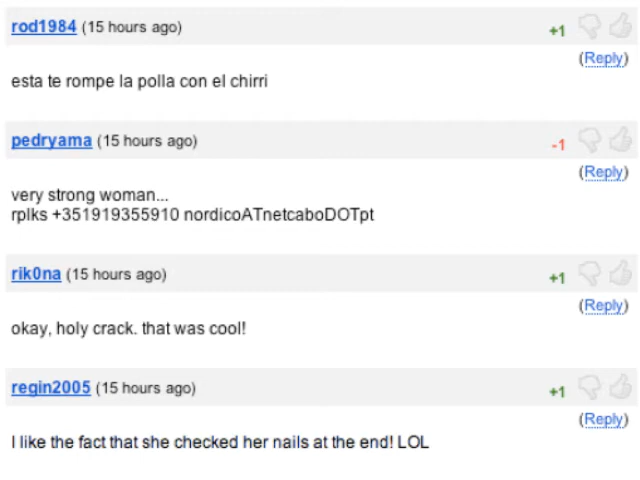 rod1984 (15 hours ago) +1
(Reply)
esta te rompe la polla con el chirri
pedryama (15 hours ago) -1
(Reply)
very strong woman...
rplks +351919355910 nordicoATnetcaboDOTpt
rik0na (15 hours ago) +1
(Reply)
okay, holy crack. that was cool!
regin2005 (15 hours ago) +1
(Reply)
I like the fact that she checked her nails at the end! LOL